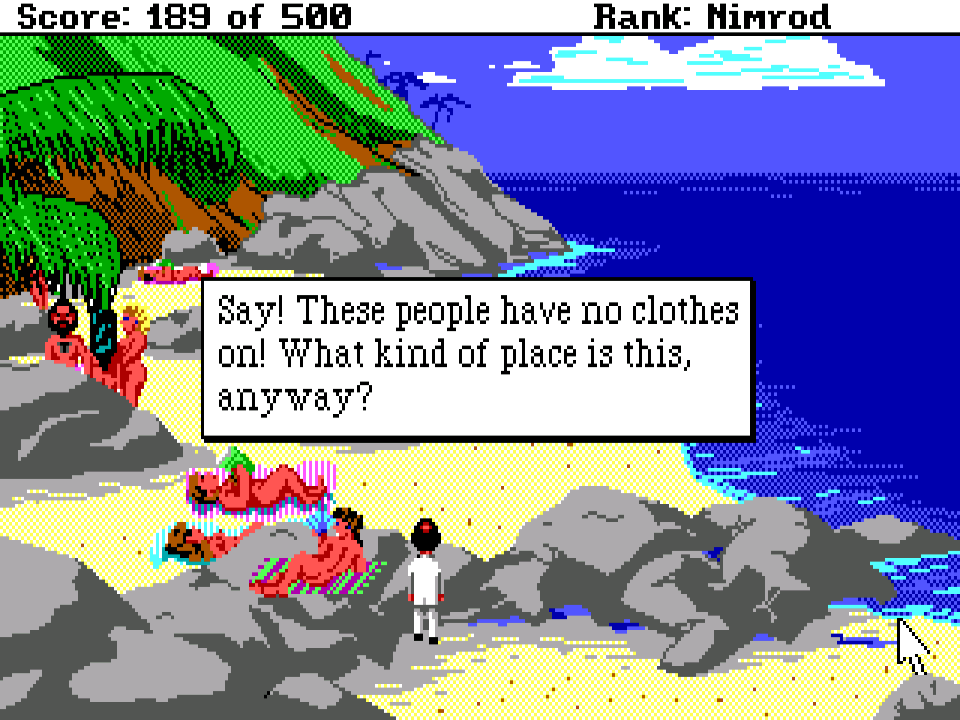 Score: 189 of 500 Rank: Nimrod
Say! These people have no clothes
on! What kind of place is this,
anyway?